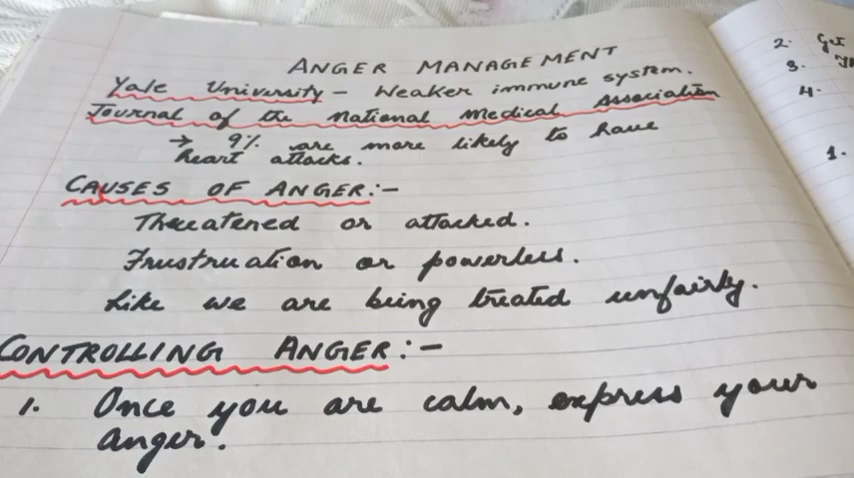 ANGER MANAGEMENT
Yale University – Weaker immune system.
Journal of the National Medical Association
→ 9% are more likely to have
heart attacks.
CAUSES OF ANGER:-
Threatened or attacked.
Frustruation or powerless.
Like we are being treated unfairly.
CONTROLLING ANGER:-
1. Once you are calm, express your
anger.
2. Get
3.
4.
1.